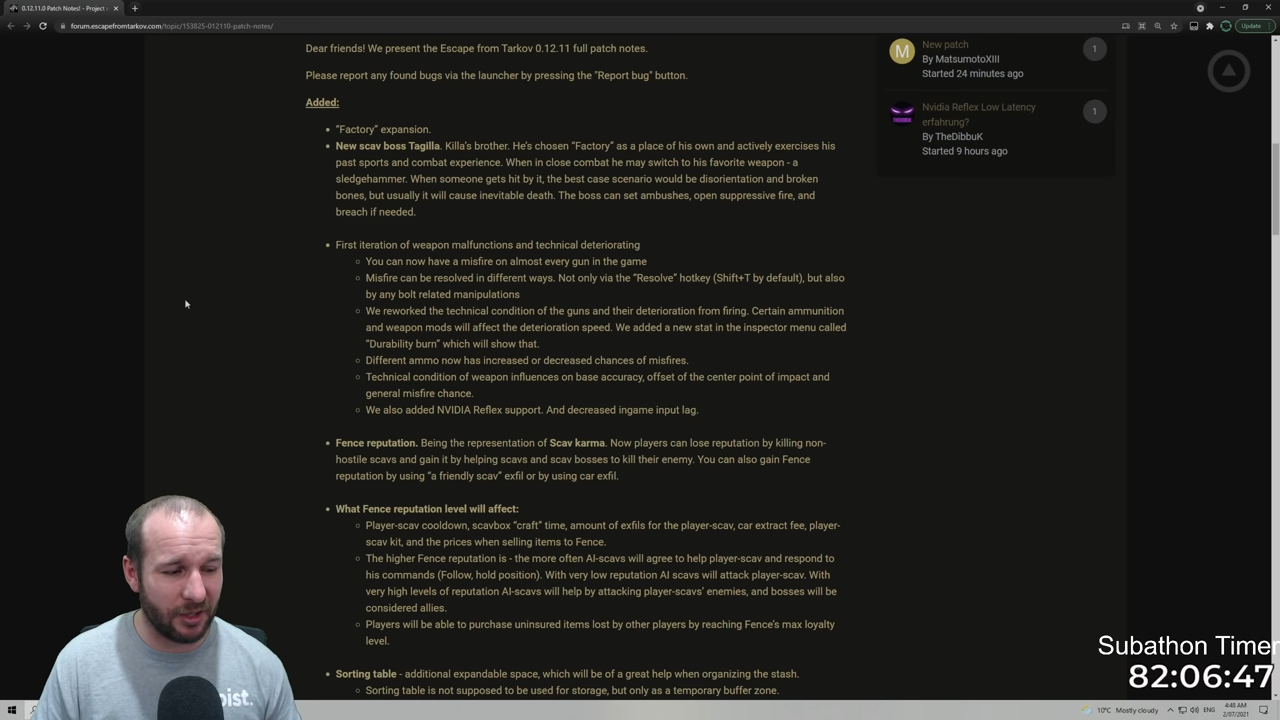 0.12.11.0 Patch Notes! - Project
forum.escapefromtarkov.com/topic/153825-012110-patch-notes/
Update
Dear friends! We present the Escape from Tarkov 0.12.11 full patch notes.
Please report any found bugs via the launcher by pressing the "Report bug" button.
Added:
• “Factory” expansion.
• New scav boss Tagilla. Killa’s brother. He’s chosen “Factory” as a place of his own and actively exercises his
past sports and combat experience. When in close combat he may switch to his favorite weapon - a
sledgehammer. When someone gets hit by it, the best case scenario would be disorientation and broken
bones, but usually it will cause inevitable death. The boss can set ambushes, open suppressive fire, and
breach if needed.
• First iteration of weapon malfunctions and technical deteriorating
◦ You can now have a misfire on almost every gun in the game
◦ Misfire can be resolved in different ways. Not only via the “Resolve” hotkey (Shift+T by default), but also
by any bolt related manipulations
◦ We reworked the technical condition of the guns and their deterioration from firing. Certain ammunition
and weapon mods will affect the deterioration speed. We added a new stat in the inspector menu called
“Durability burn” which will show that.
◦ Different ammo now has increased or decreased chances of misfires.
◦ Technical condition of weapon influences on base accuracy, offset of the center point of impact and
general misfire chance.
◦ We also added NVIDIA Reflex support. And decreased ingame input lag.
• Fence reputation. Being the representation of Scav karma. Now players can lose reputation by killing non-
hostile scavs and gain it by helping scavs and scav bosses to kill their enemy. You can also gain Fence
reputation by using “a friendly scav” exfil or by using car exfil.
• What Fence reputation level will affect:
◦ Player-scav cooldown, scavbox “craft” time, amount of exfils for the player-scav, car extract fee, player-
scav kit, and the prices when selling items to Fence.
◦ The higher Fence reputation is - the more often AI-scavs will agree to help player-scav and respond to
his commands (Follow, hold position). With very low reputation AI scavs will attack player-scav. With
very high levels of reputation AI-scavs will help by attacking player-scavs’ enemies, and bosses will be
considered allies.
◦ Players will be able to purchase uninsured items lost by other players by reaching Fence’s max loyalty
level.
• Sorting table - additional expandable space, which will be of a great help when organizing the stash.
◦ Sorting table is not supposed to be used for storage, but only as a temporary buffer zone.
M
New patch
1
By MatsumotoXIII
Started 24 minutes ago
Nvidia Reflex Low Latency
erfahrung?
1
By TheDibbuK
Started 9 hours ago
Subathon Timer
82:06:47
10°C Mostly cloudy
ENG
4:48 AM
2/07/2021